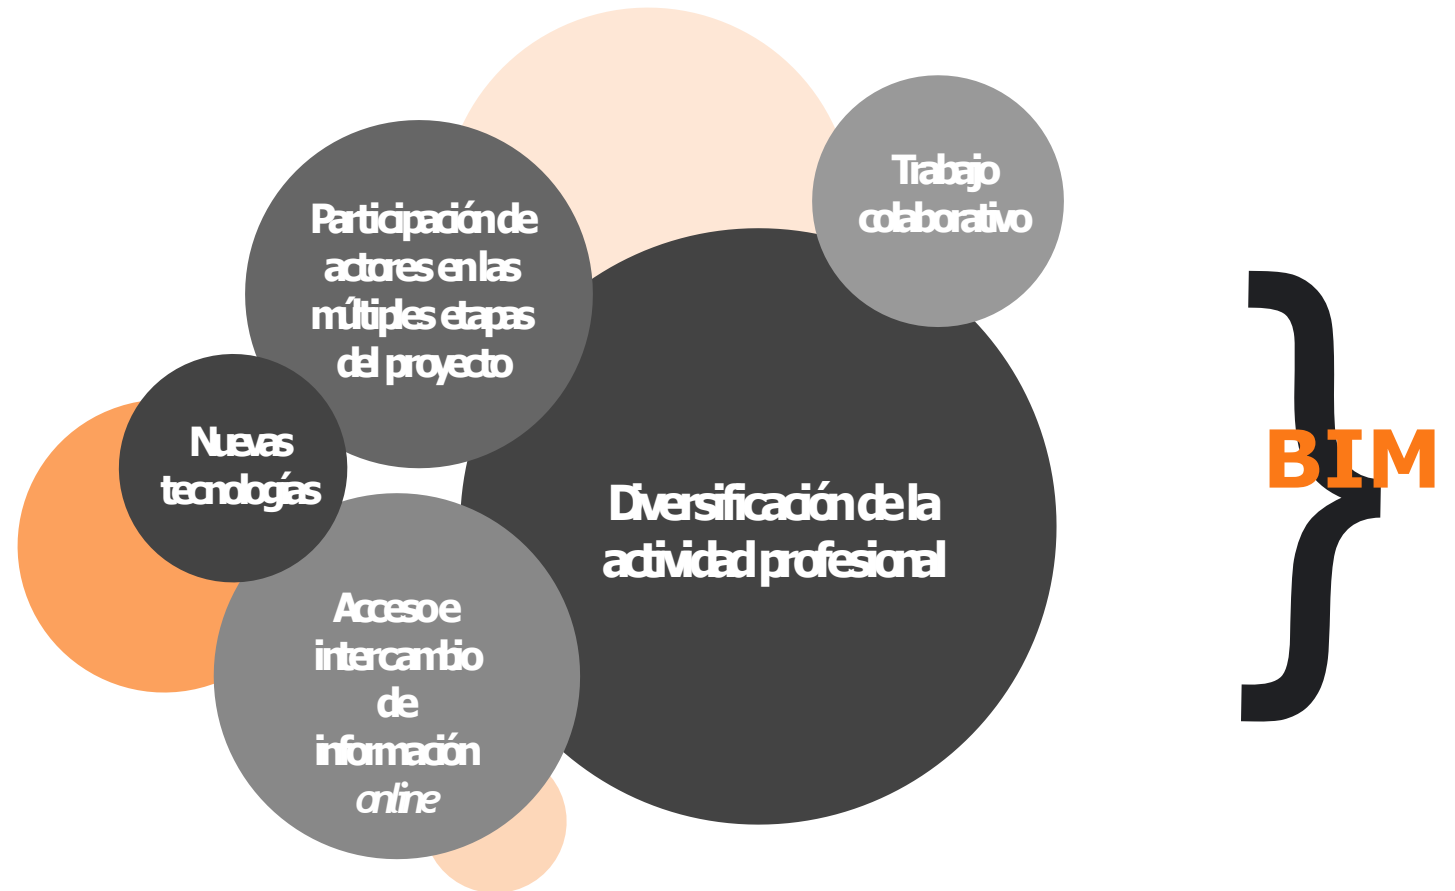 Trabajo
colaborativo
Participación de
actores en las
múltiples etapas
del proyecto
Nuevas
tecnologías
Diversificación de la
actividad profesional
Acceso e
intercambio
de
información
online
}
BIM